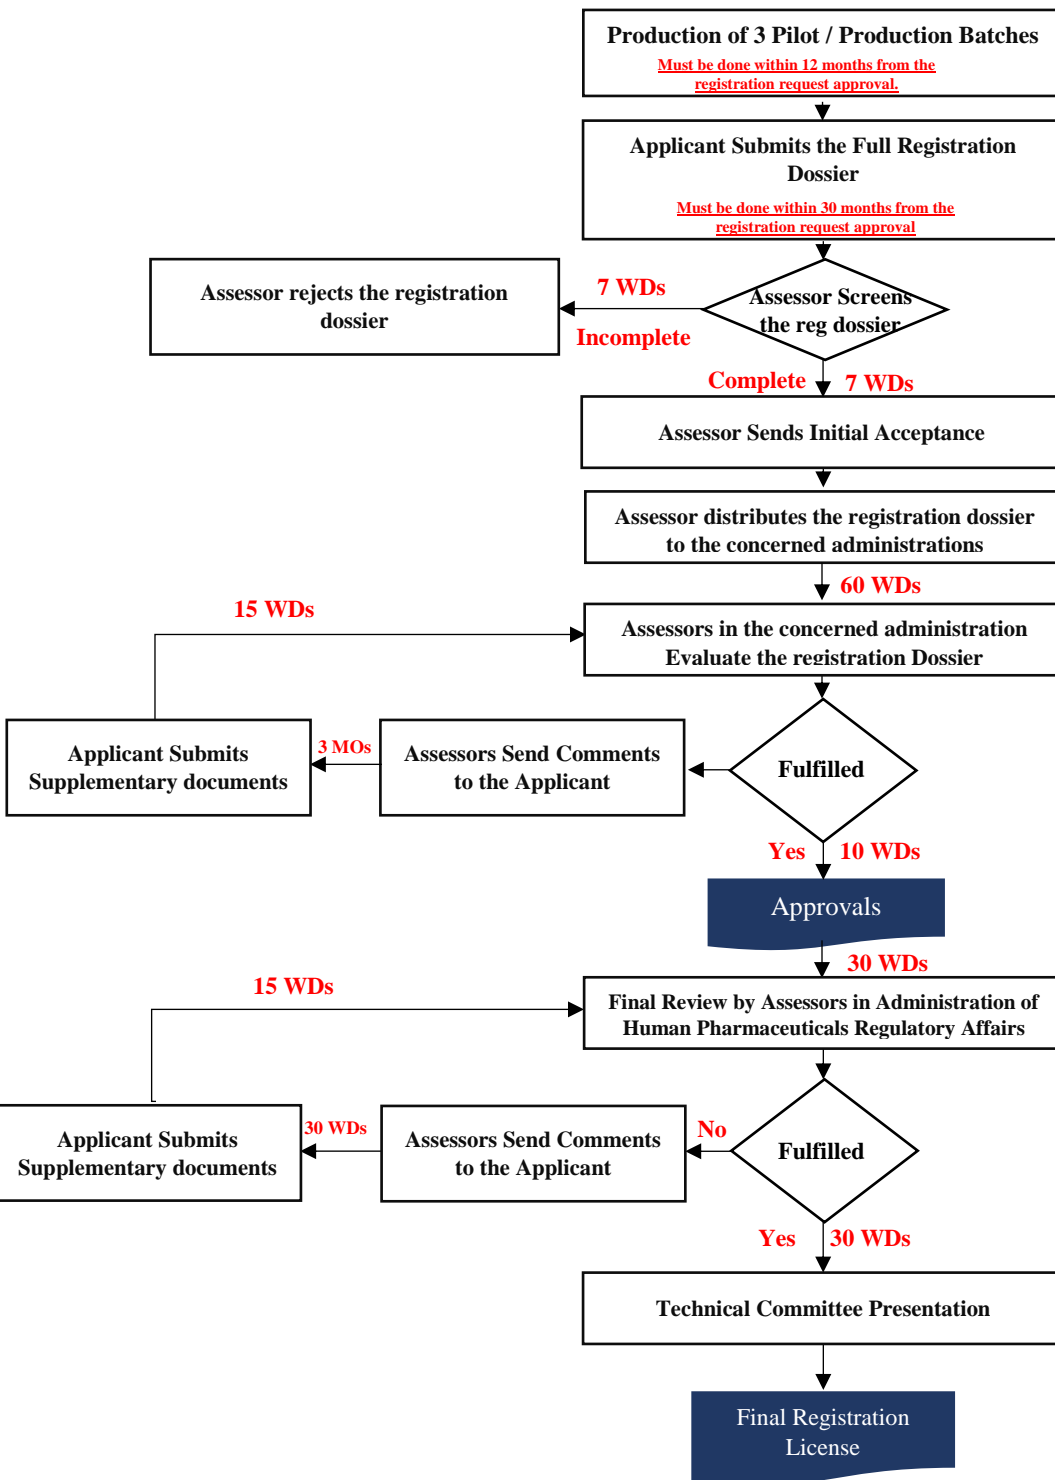 Production of 3 Pilot / Production Batches
Must be done within 12 months from the
registration request approval.
Applicant Submits the Full Registration
Dossier
Must be done within 30 months from the
registration request approval
Assessor rejects the registration
dossier
7 WDs
Incomplete
Assessor Screens
the reg dossier
Complete
7 WDs
Assessor Sends Initial Acceptance
Assessor distributes the registration dossier
to the concerned administrations
60 WDs
15 WDs
Assessors in the concerned administration
Evaluate the registration Dossier
Applicant Submits
Supplementary documents
3 MOs
Assessors Send Comments
to the Applicant
Fulfilled
Yes
10 WDs
Approvals
30 WDs
15 WDs
Final Review by Assessors in Administration of
Human Pharmaceuticals Regulatory Affairs
Applicant Submits
Supplementary documents
30 WDs
Assessors Send Comments
to the Applicant
No
Fulfilled
Yes
30 WDs
Technical Committee Presentation
Final Registration
License